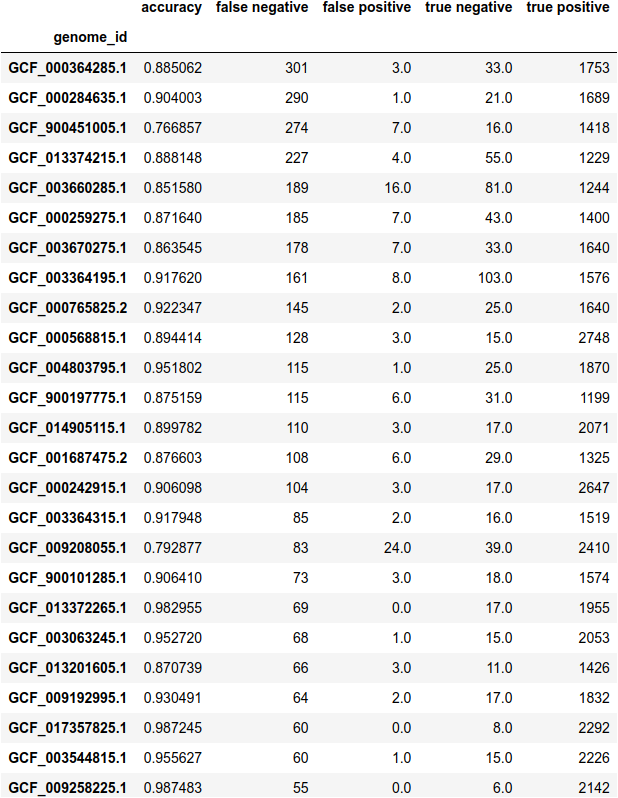 accuracy false negative false positive true negative true positive
genome_id
GCF_000364285.1 0.885062 301 3.0 33.0 1753
GCF_000284635.1 0.904003 290 1.0 21.0 1689
GCF_900451005.1 0.766857 274 7.0 16.0 1418
GCF_013374215.1 0.888148 227 4.0 55.0 1229
GCF_003660285.1 0.851580 189 16.0 81.0 1244
GCF_000259275.1 0.871640 185 7.0 43.0 1400
GCF_003670275.1 0.863545 178 7.0 33.0 1640
GCF_003364195.1 0.917620 161 8.0 103.0 1576
GCF_000765825.2 0.922347 145 2.0 25.0 1640
GCF_000568815.1 0.894414 128 3.0 15.0 2748
GCF_004803795.1 0.951802 115 1.0 25.0 1870
GCF_900197775.1 0.875159 115 6.0 31.0 1199
GCF_014905115.1 0.899782 110 3.0 17.0 2071
GCF_001687475.2 0.876603 108 6.0 29.0 1325
GCF_000242915.1 0.906098 104 3.0 17.0 2647
GCF_003364315.1 0.917948 85 2.0 16.0 1519
GCF_009208055.1 0.792877 83 24.0 39.0 2410
GCF_900101285.1 0.906410 73 3.0 18.0 1574
GCF_013372265.1 0.982955 69 0.0 17.0 1955
GCF_003063245.1 0.952720 68 1.0 15.0 2053
GCF_013201605.1 0.870739 66 3.0 11.0 1426
GCF_009192995.1 0.930491 64 2.0 17.0 1832
GCF_017357825.1 0.987245 60 0.0 8.0 2292
GCF_003544815.1 0.955627 60 1.0 15.0 2226
GCF_009258225.1 0.987483 55 0.0 6.0 2142